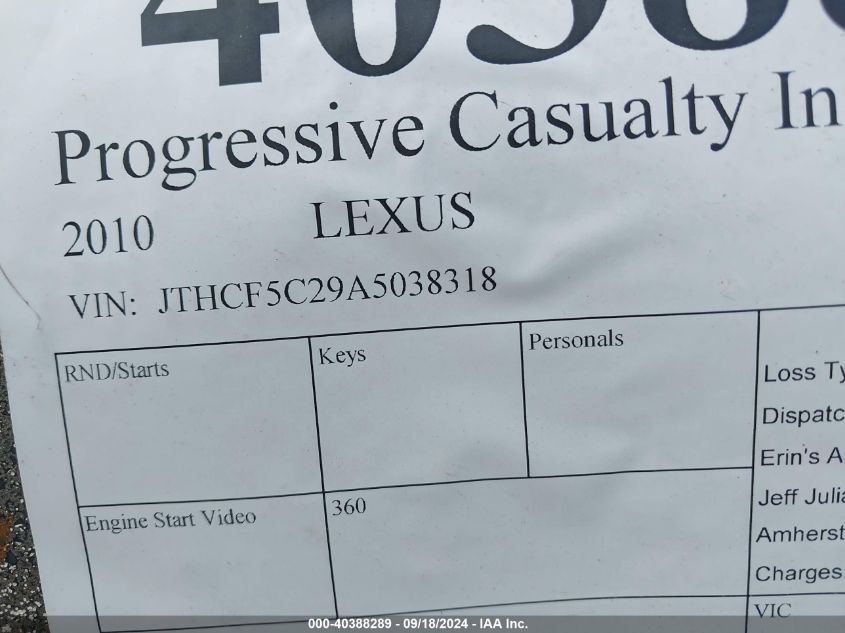 Progressive Casualty In
2010 LEXUS
VIN: JTHCF5C29A5038318
RND/Starts
Keys
Personals
Loss Ty
Dispatc
Erin's A
Jeff Julia
Amherst
Charges
Engine Start Video
360
VIC
000-40388289 - 09/18/2024 - IAA Inc.